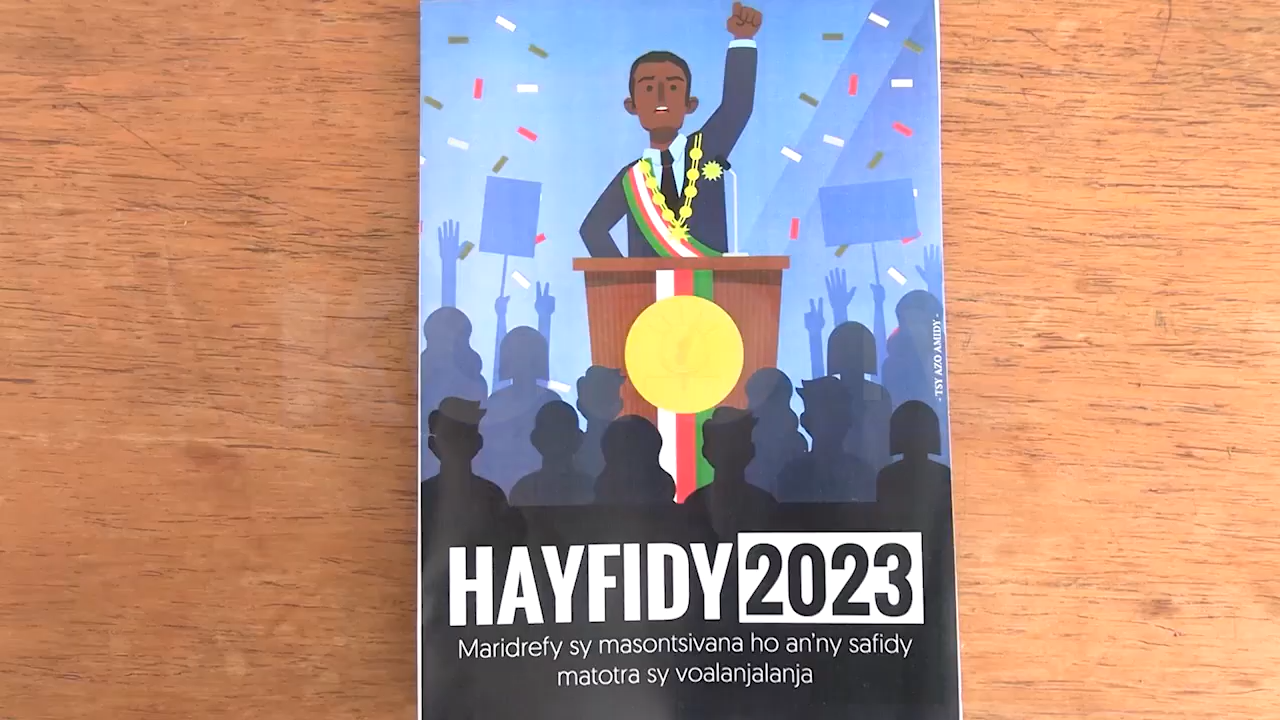 - TSY AZO AMIDY -
HAYFIDY 2023
Maridrefy sy masontsivana ho an'ny safidy
matotra sy voalanjalanja